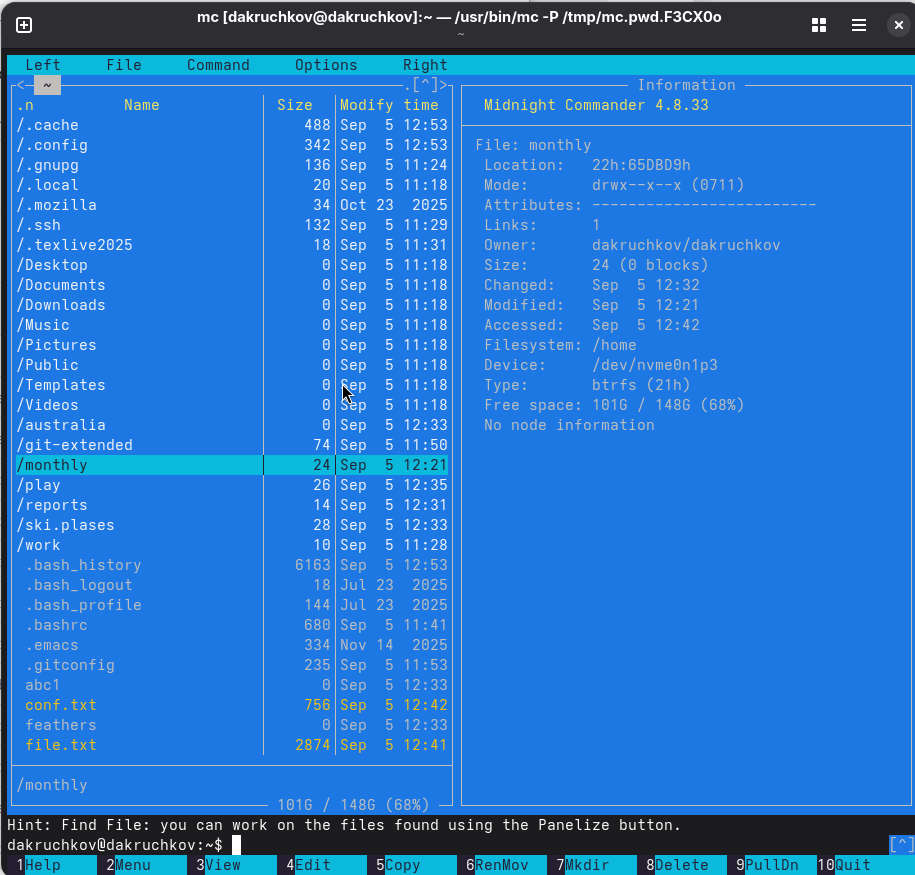 mc [dakruchkov@dakruchkov]:~ — /usr/bin/mc -P /tmp/mc.pwd.F3CX0o
~
Left File Command Options Right
<─ ~ .[^]>
.n Name Size Modify time
/.cache 488 Sep 5 12:53
/.config 342 Sep 5 12:53
/.gnupg 136 Sep 5 11:24
/.local 20 Sep 5 11:18
/.mozilla 34 Oct 23 2025
/.ssh 132 Sep 5 11:29
/.texlive2025 18 Sep 5 11:31
/Desktop 0 Sep 5 11:18
/Documents 0 Sep 5 11:18
/Downloads 0 Sep 5 11:18
/Music 0 Sep 5 11:18
/Pictures 0 Sep 5 11:18
/Public 0 Sep 5 11:18
/Templates 0 Sep 5 11:18
/Videos 0 Sep 5 11:18
/australia 0 Sep 5 12:33
/git-extended 74 Sep 5 11:50
/monthly 24 Sep 5 12:21
/play 26 Sep 5 12:35
/reports 14 Sep 5 12:31
/ski.plases 28 Sep 5 12:33
/work 10 Sep 5 11:28
.bash_history 6163 Sep 5 12:53
.bash_logout 18 Jul 23 2025
.bash_profile 144 Jul 23 2025
.bashrc 680 Sep 5 11:41
.emacs 334 Nov 14 2025
.gitconfig 235 Sep 5 11:53
abc1 0 Sep 5 12:33
conf.txt 756 Sep 5 12:42
feathers 0 Sep 5 12:33
file.txt 2874 Sep 5 12:41
/monthly
101G / 148G (68%)
Information
Midnight Commander 4.8.33
File: monthly
Location: 22h:65DBD9h
Mode: drwx--x--x (0711)
Attributes: -------------------------
Links: 1
Owner: dakruchkov/dakruchkov
Size: 24 (0 blocks)
Changed: Sep 5 12:32
Modified: Sep 5 12:21
Accessed: Sep 5 12:42
Filesystem: /home
Device: /dev/nvme0n1p3
Type: btrfs (21h)
Free space: 101G / 148G (68%)
No node information
Hint: Find File: you can work on the files found using the Panelize button.
dakruchkov@dakruchkov:~$ [^]
1Help 2Menu 3View 4Edit 5Copy 6RenMov 7Mkdir 8Delete 9PullDn 10Quit